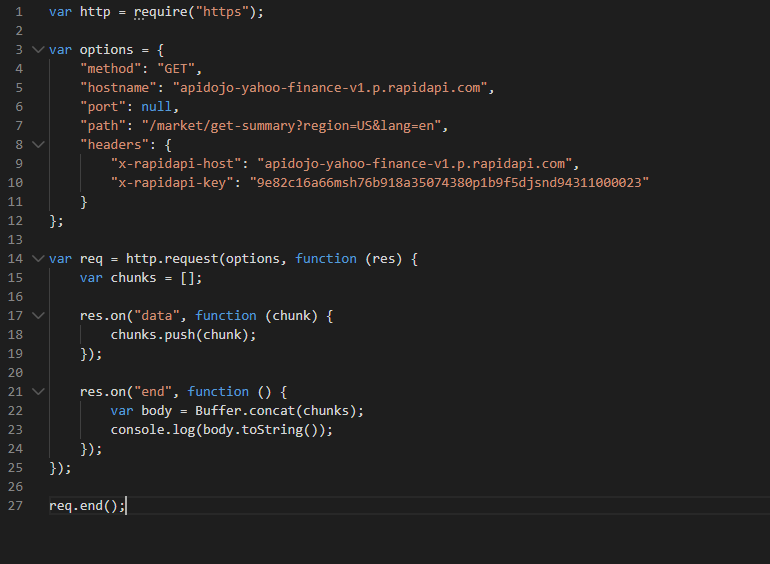 1 var http = require("https");
2
3 var options = {
4 "method": "GET",
5 "hostname": "apidojo-yahoo-finance-v1.p.rapidapi.com",
6 "port": null,
7 "path": "/market/get-summary?region=US&lang=en",
8 "headers": {
9 "x-rapidapi-host": "apidojo-yahoo-finance-v1.p.rapidapi.com",
10 "x-rapidapi-key": "9e82c16a66msh76b918a35074380p1b9f5djsnd94311000023"
11 }
12 };
13
14 var req = http.request(options, function (res) {
15 var chunks = [];
16
17 res.on("data", function (chunk) {
18 chunks.push(chunk);
19 });
20
21 res.on("end", function () {
22 var body = Buffer.concat(chunks);
23 console.log(body.toString());
24 });
25 });
26
27 req.end();